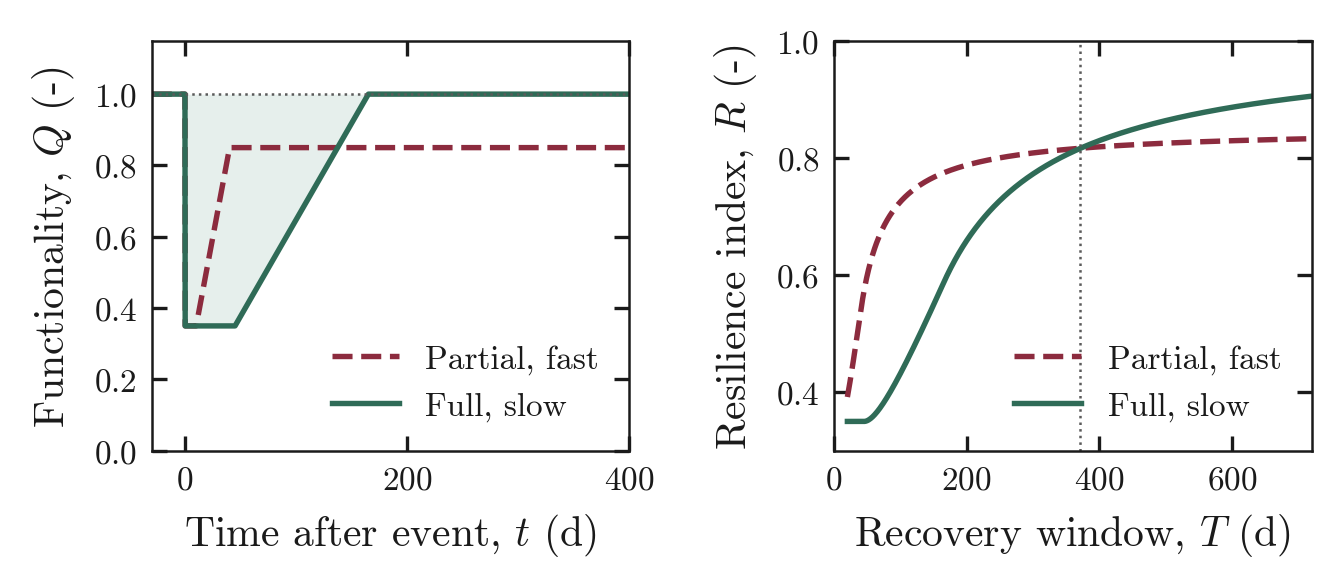 1.0
0.8
0.6
0.4
0.2
0.0
Functionality, Q (-)
Partial, fast
Full, slow
0 200 400
Time after event, t (d)
1.0
0.8
0.6
0.4
Resilience index, R (-)
Partial, fast
Full, slow
0 200 400 600
Recovery window, T (d)